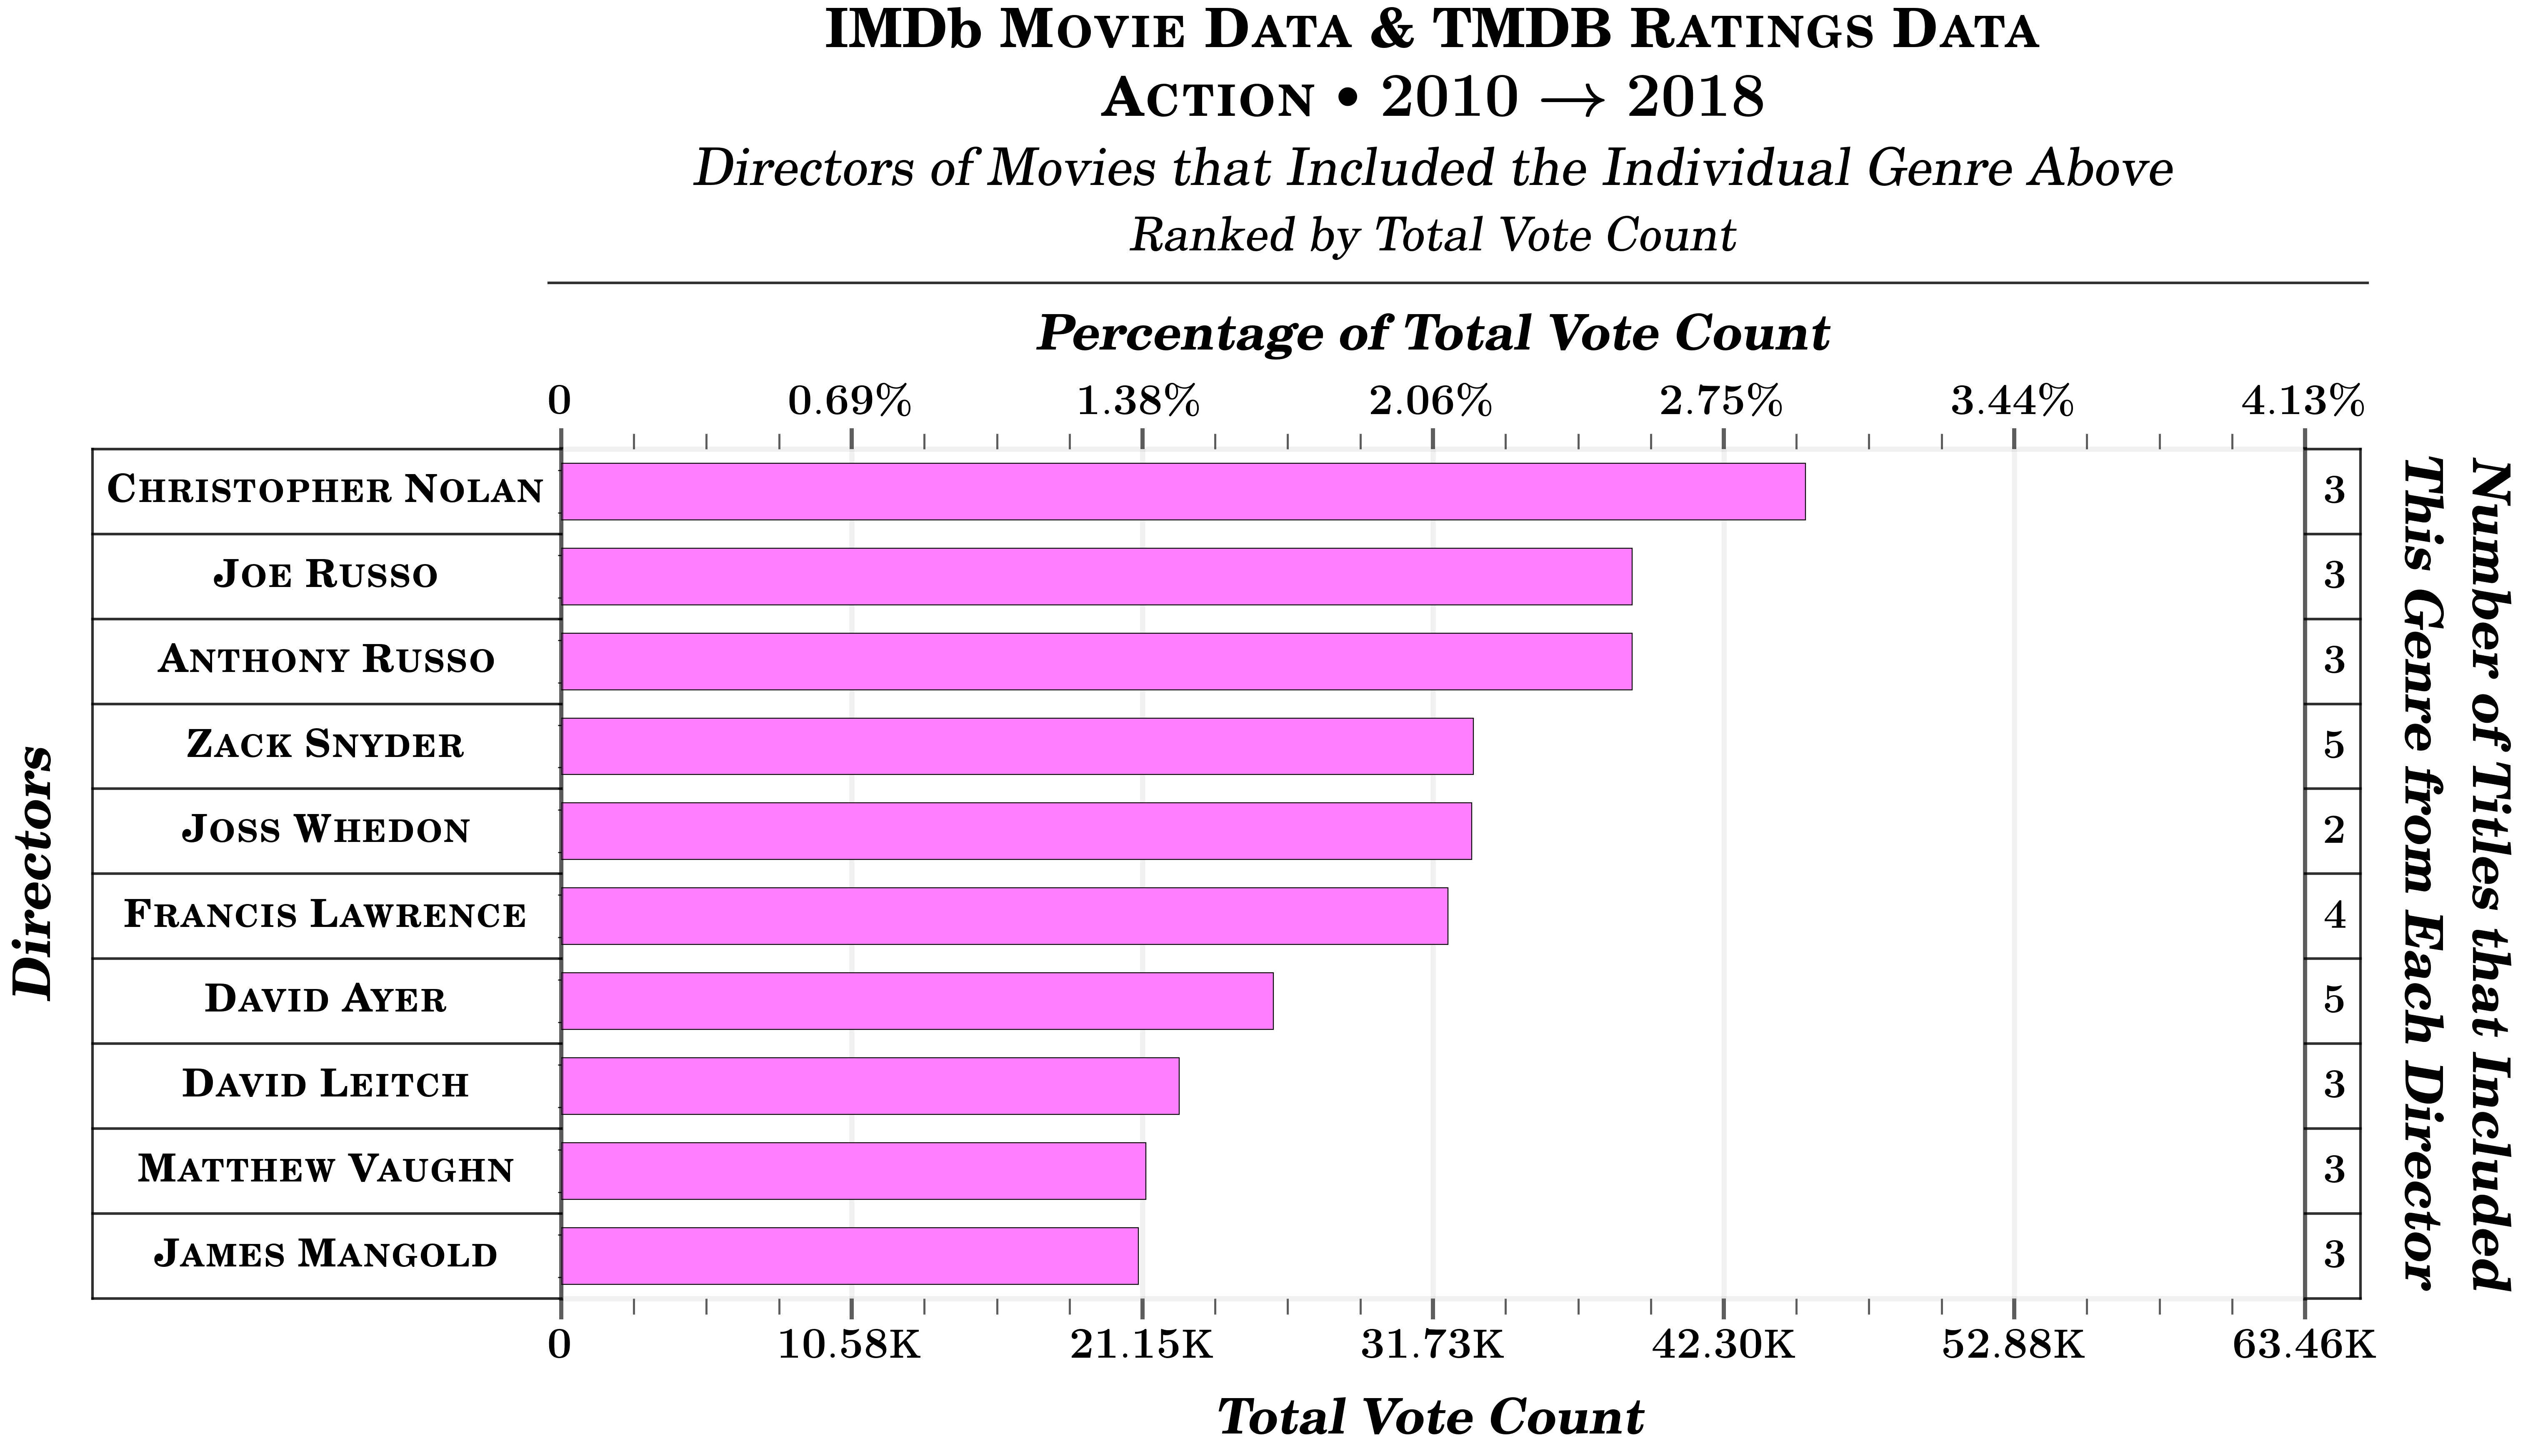 IMDb Movie Data & TMDB Ratings Data
Action • 2010 → 2018
Directors of Movies that Included the Individual Genre Above
Ranked by Total Vote Count
Percentage of Total Vote Count
0 0.69% 1.38% 2.06% 2.75% 3.44% 4.13%
Directors
Christopher Nolan 3
Joe Russo 3
Anthony Russo 3
Zack Snyder 5
Joss Whedon 2
Francis Lawrence 4
David Ayer 5
David Leitch 3
Matthew Vaughn 3
James Mangold 3
Number of Titles that Included
This Genre from Each Director
0 10.58K 21.15K 31.73K 42.30K 52.88K 63.46K
Total Vote Count